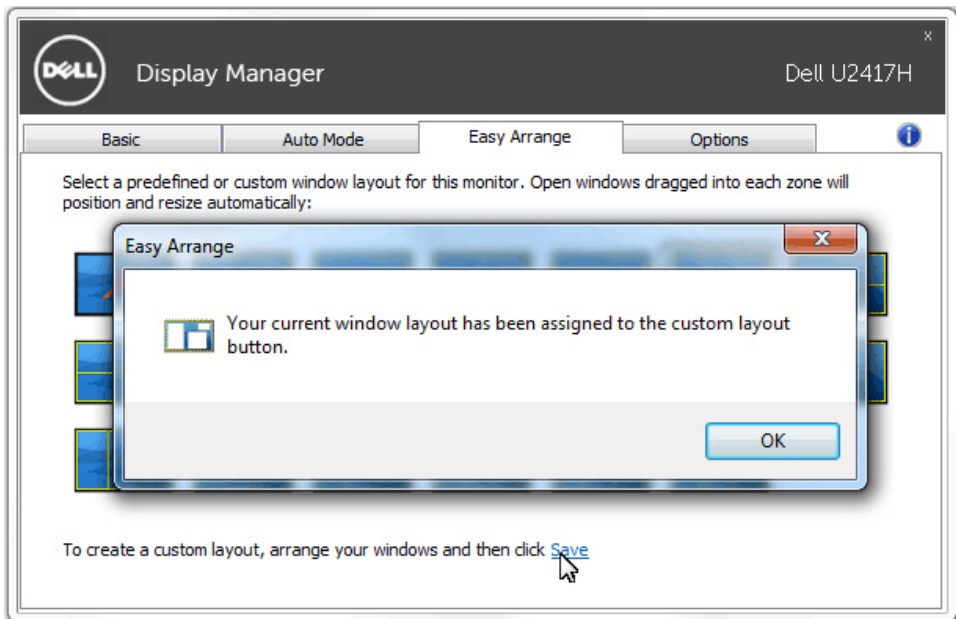 x
DELL
Display Manager
Dell U2417H
Basic
Auto Mode
Easy Arrange
Options
Select a predefined or custom window layout for this monitor. Open windows dragged into each zone will
position and resize automatically:
Easy Arrange
Your current window layout has been assigned to the custom layout
button.
OK
To create a custom layout, arrange your windows and then click Save